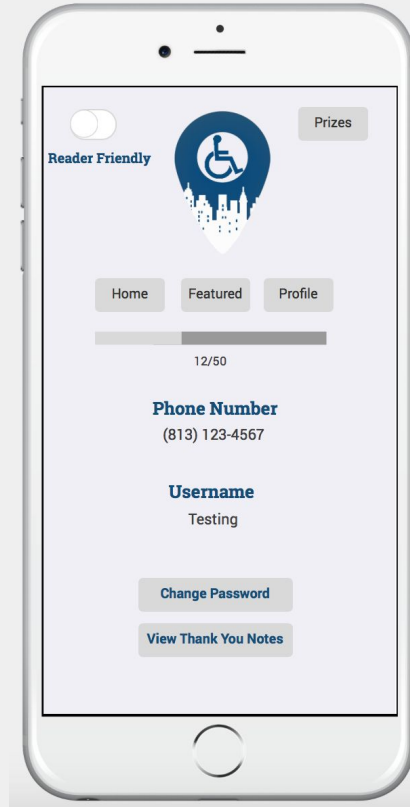 Prizes
Reader Friendly
Home Featured Profile
12/50
Phone Number
(813) 123-4567
Username
Testing
Change Password
View Thank You Notes